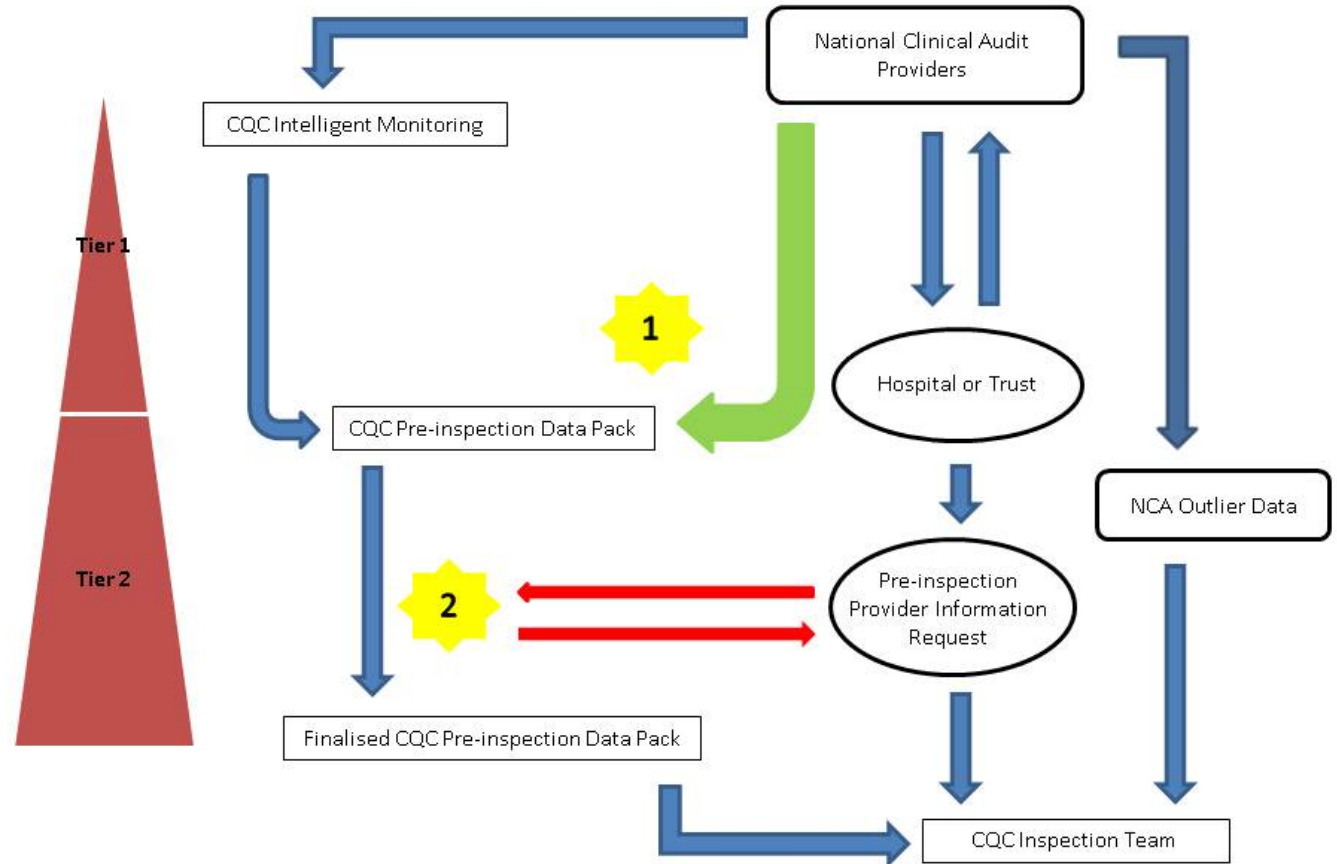 National Clinical Audit
Providers
CQC Intelligent Monitoring
Tier 1
1
Hospital or Trust
CQC Pre-inspection Data Pack
NCA Outlier Data
Tier 2
2
Pre-inspection
Provider Information
Request
Finalised CQC Pre-inspection Data Pack
CQC Inspection Team